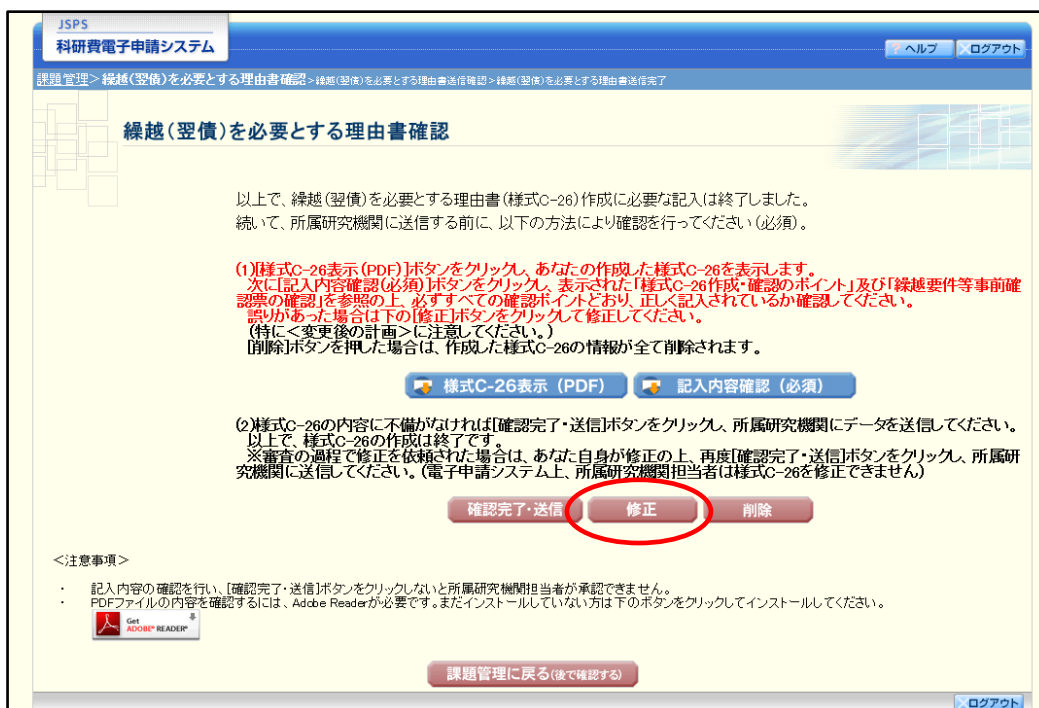 JSPS
科研費電子申請システム
? ヘルプ
ログアウト
課題管理>繰越(翌債)を必要とする理由書確認>繰越(翌債)を必要とする理由書送信確認>繰越(翌債)を必要とする理由書送信完了
繰越(翌債)を必要とする理由書確認
以上で、繰越(翌債)を必要とする理由書(様式C-26)作成に必要な記入は終了しました。
続いて、所属研究機関に送信する前に、以下の方法により確認を行ってください(必須)。
(1)[様式C-26表示(PDF)]ボタンをクリックし、あなたの作成した様式C-26を表示します。
次に[記入内容確認(必須)]ボタンをクリックし、表示された「様式C-26作成・確認のポイント」及び「繰越要件等事前確
認票の確認」を参照の上、必ずすべての確認ポイントどおり、正しく記入されているか確認してください。
誤りがあった場合は下の[修正]ボタンをクリックして修正してください。
(特に<変更後の計画>に注意してください。)
[削除]ボタンを押した場合は、作成した様式C-26の情報が全て削除されます。
様式C-26表示(PDF)
記入内容確認(必須)
(2)様式C-26の内容に不備がなければ[確認完了・送信]ボタンをクリックし、所属研究機関にデータを送信してください。
以上で、様式C-26の作成は終了です。
※審査の過程で修正を依頼された場合は、あなた自身が修正の上、再度[確認完了・送信]ボタンをクリックし、所属研
究機関に送信してください。(電子申請システム上、所属研究機関担当者は様式C-26を修正できません)
確認完了・送信
修正
削除
<注意事項>
・ 記入内容の確認を行い、[確認完了・送信]ボタンをクリックしないと所属研究機関担当者が承認できません。
・ PDFファイルの内容を確認するには、Adobe Readerが必要です。まだインストールしていない方は下のボタンをクリックしてインストールしてください。
Get
ADOBE® READER®
課題管理に戻る(後で確認する)
ログアウト